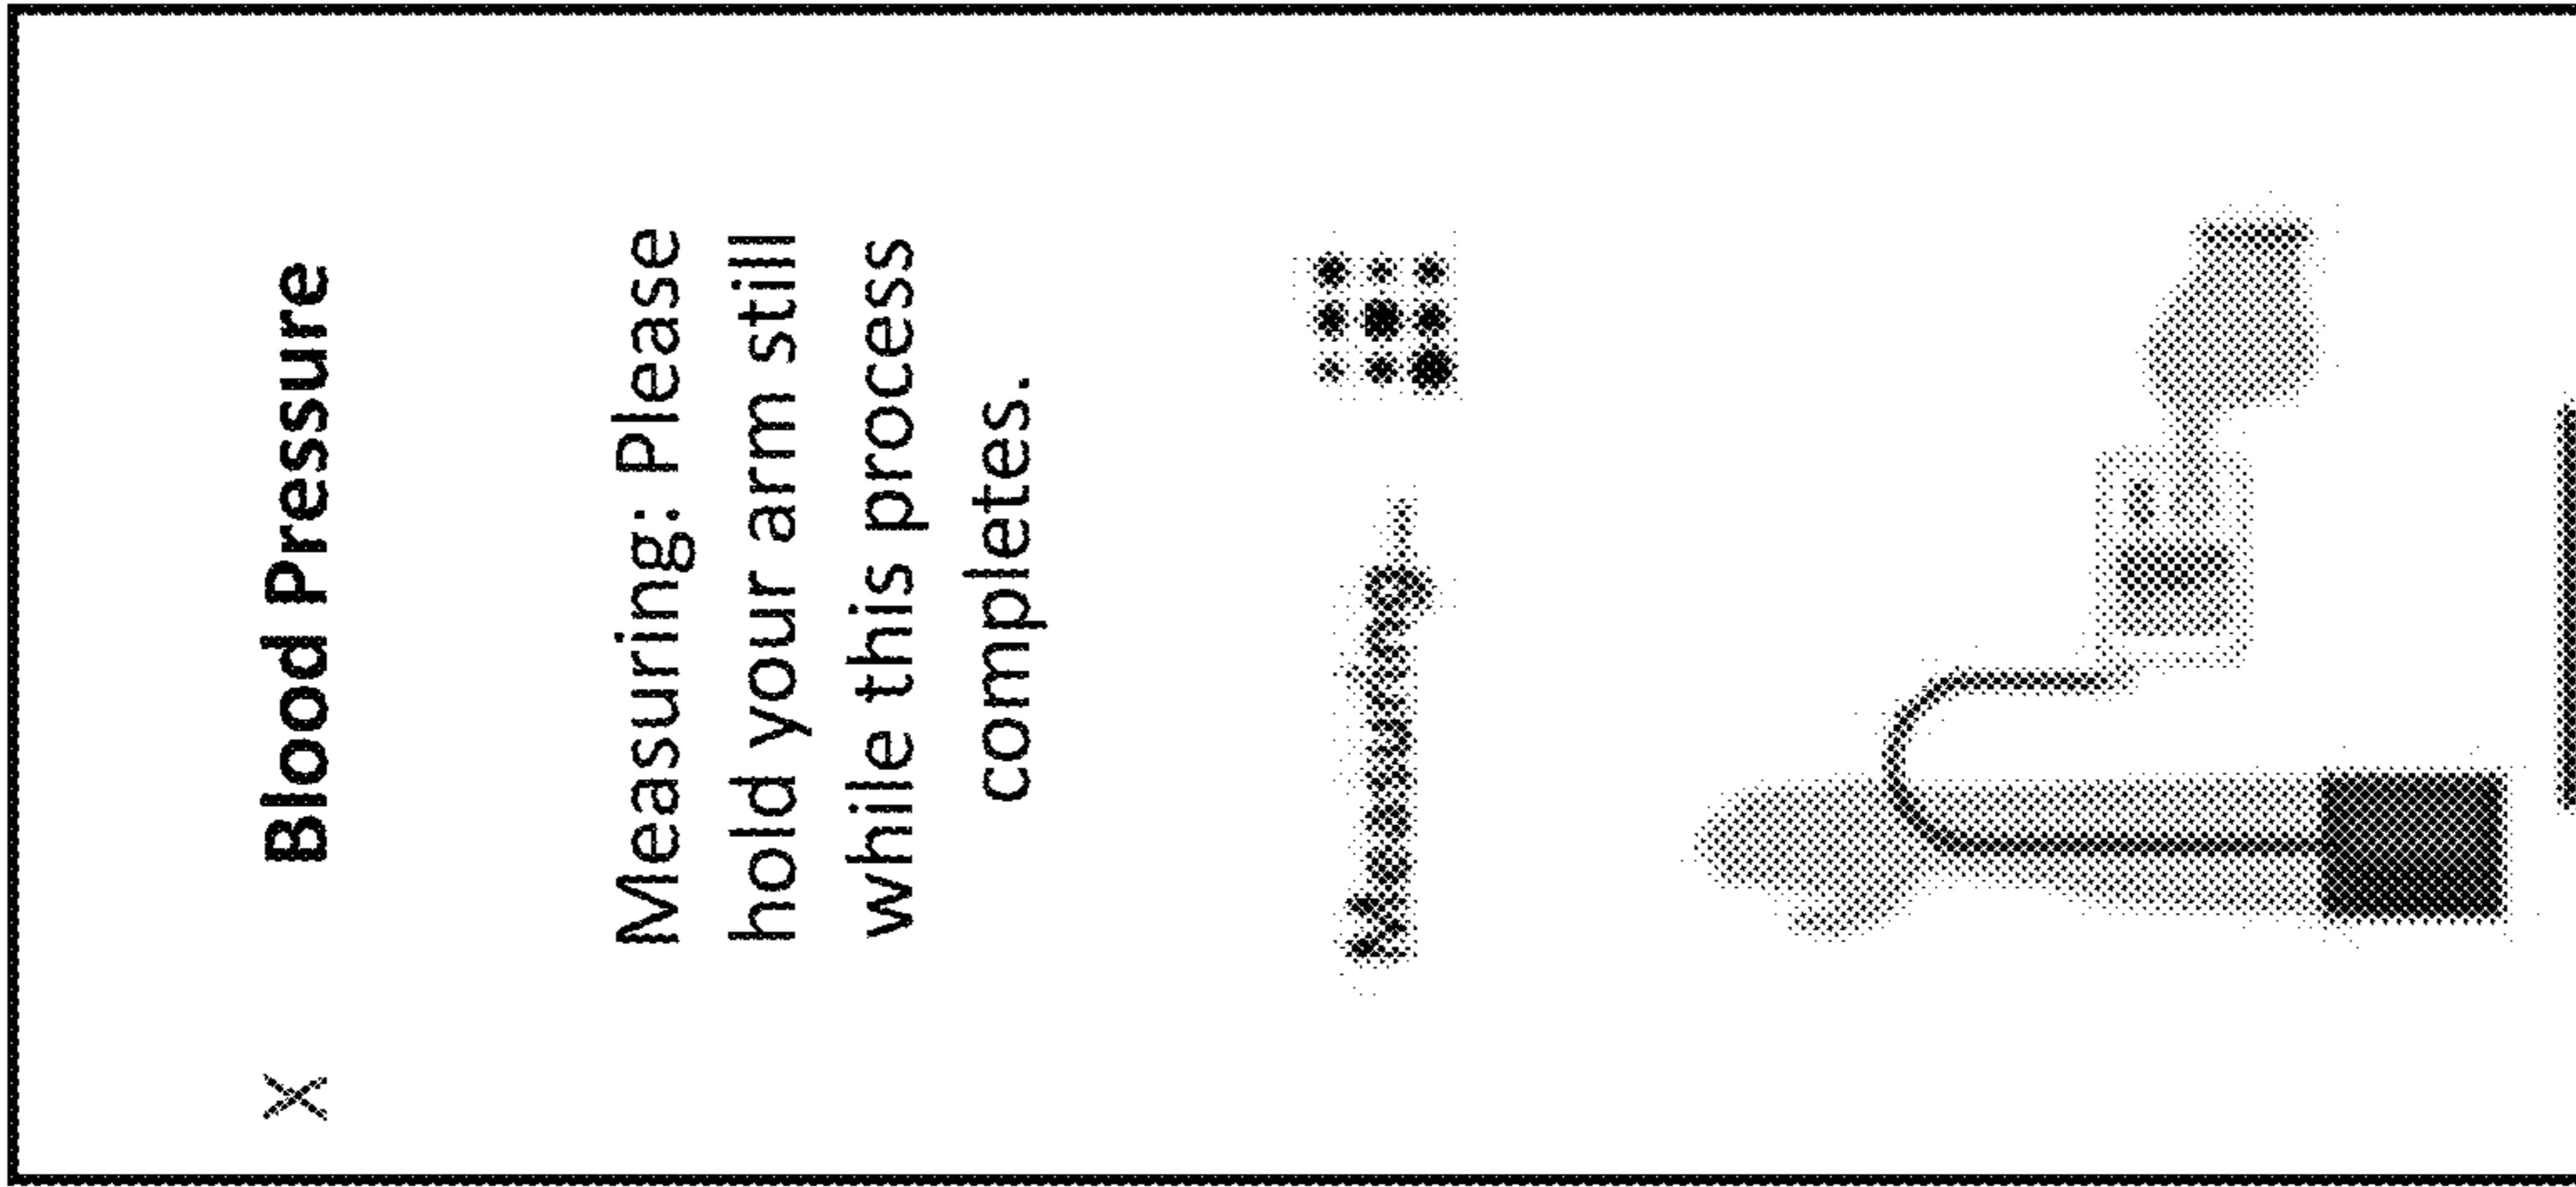 X Blood Pressure
Measuring: Please
hold your arm still
while this process
completes.